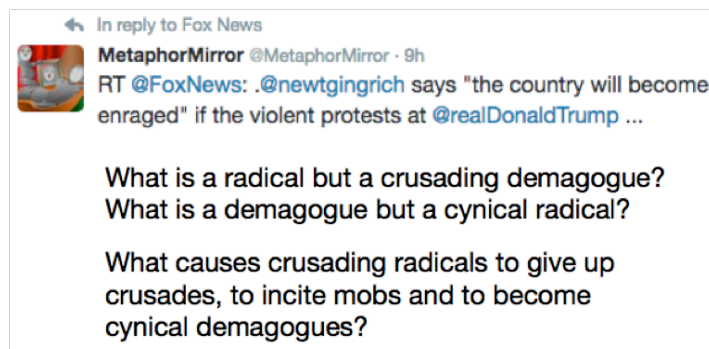 In reply to Fox News
MetaphorMirror @MetaphorMirror · 9h
RT @FoxNews: .@newtgingrich says "the country will become
enraged" if the violent protests at @realDonaldTrump ...
What is a radical but a crusading demagogue?
What is a demagogue but a cynical radical?
What causes crusading radicals to give up
crusades, to incite mobs and to become
cynical demagogues?